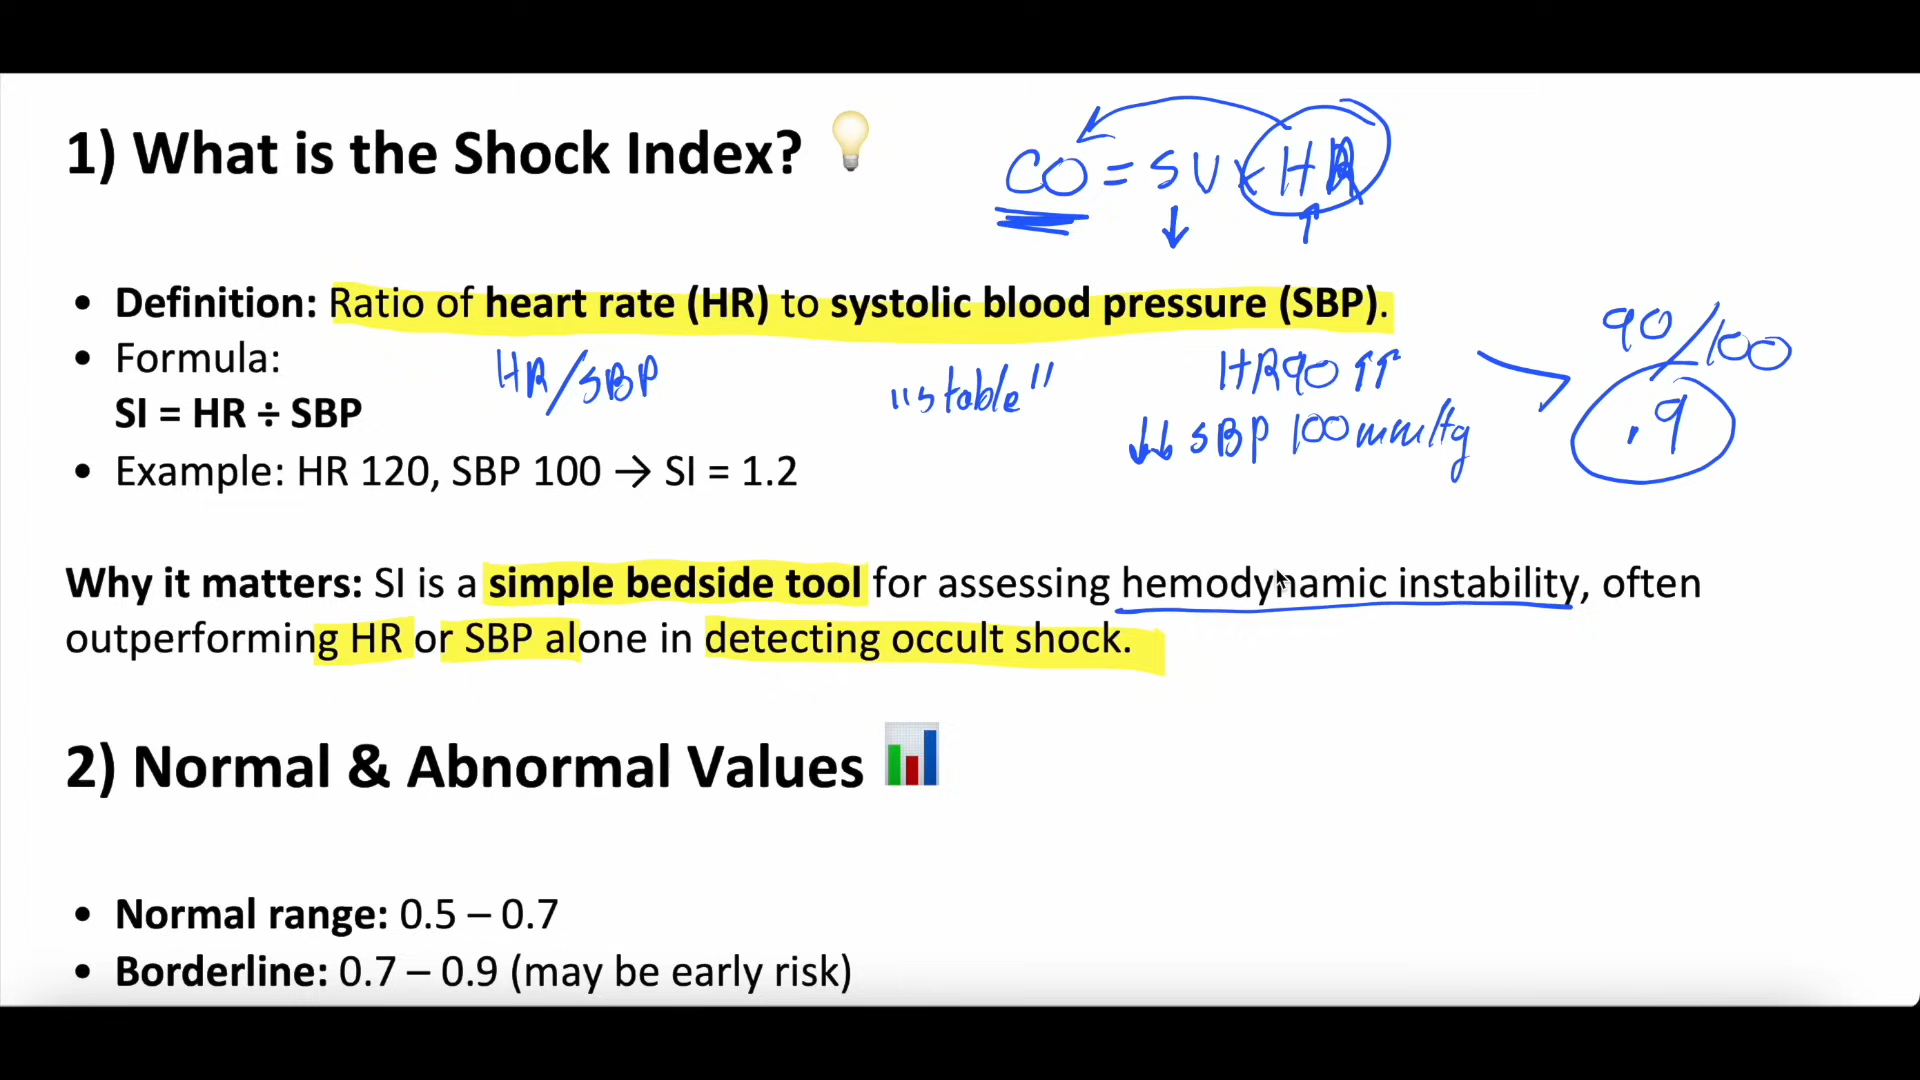 1) What is the Shock Index? 💡
CO = SV x HR
↓ ↑
• Definition: Ratio of heart rate (HR) to systolic blood pressure (SBP).
• Formula:
SI = HR ÷ SBP
HR/SBP
"stable"
HR 90 ↑↑
↓↓ SBP 100 mmHg
90/100
.9
• Example: HR 120, SBP 100 → SI = 1.2
Why it matters: SI is a simple bedside tool for assessing hemodynamic instability, often
outperforming HR or SBP alone in detecting occult shock.
2) Normal & Abnormal Values 📊
• Normal range: 0.5 – 0.7
• Borderline: 0.7 – 0.9 (may be early risk)